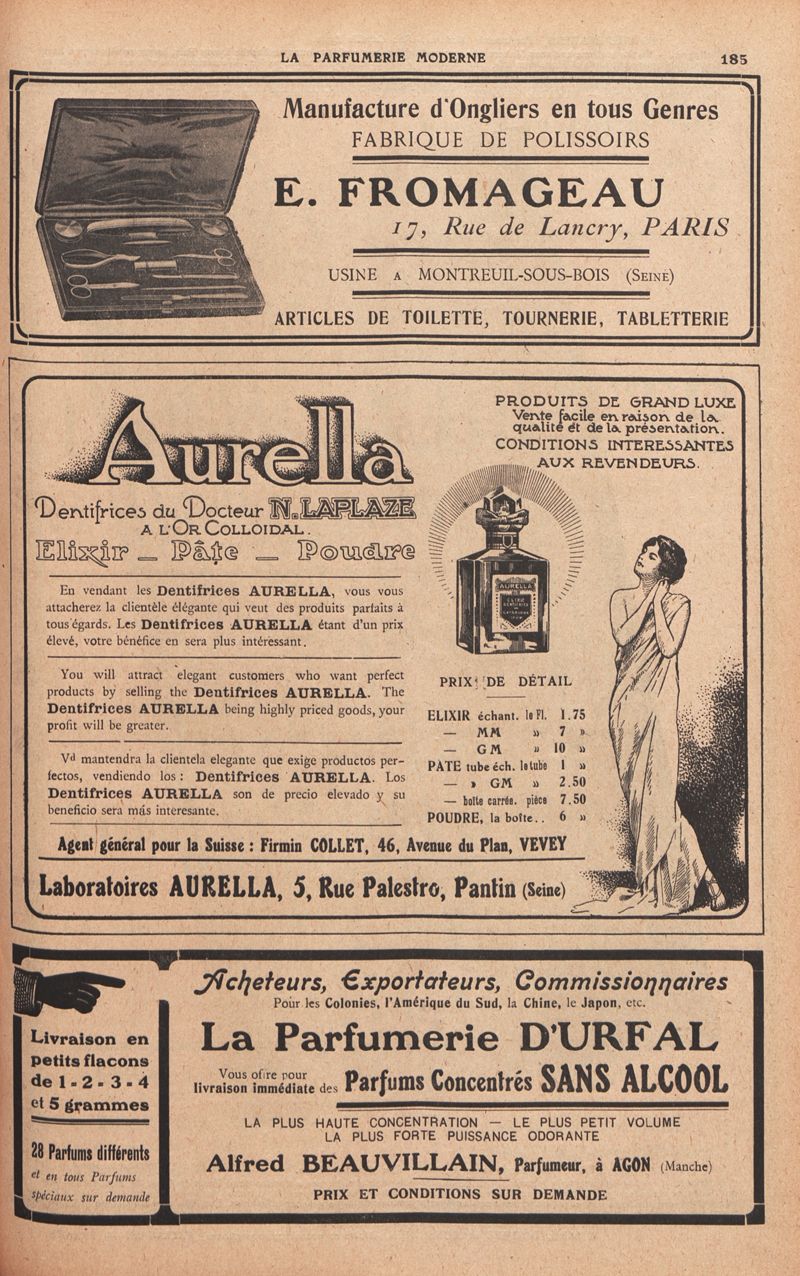 LA PARFUMERIE MODERNE
185
Manufacture d'Ongliers en tous Genres
FABRIQUE DE POLISSOIRS
E. FROMAGEAU
17, Rue de Lancry, PARIS
USINE A MONTREUIL-SOUS-BOIS (SEINE)
ARTICLES DE TOILETTE, TOURNERIE, TABLETTERIE
Aurella
Dentifrices du Docteur N. LAPLAZE
A L'OR COLLOIDAL.
Elixir — Pâte — Poudre
PRODUITS DE GRAND LUXE
Vente facile en raison de la
qualité et de la présentation.
CONDITIONS INTERESSANTES
AUX REVENDEURS.
En vendant les Dentifrices AURELLA, vous vous
attacherez la clientèle élégante qui veut des produits parfaits à
tous égards. Les Dentifrices AURELLA étant d'un prix
élevé, votre bénéfice en sera plus intéressant.
You will attract elegant customers who want perfect
products by selling the Dentifrices AURELLA. The
Dentifrices AURELLA being highly priced goods, your
profit will be greater.
Vd mantendra la clientela elegante que exige productos per-
fectos, vendiendo los : Dentifrices AURELLA. Los
Dentifrices AURELLA son de precio elevado y su
beneficio sera más interesante.
AURELLA
ELIXIR
DENTIFRICE
PRIX DE DÉTAIL
ELIXIR échant. le Fl. 1.75
— MM » 7 »
— GM » 10 »
PATE tube éch. le tube 1 »
— » GM » 2.50
— boîte carrée. pièce 7.50
POUDRE, la boîte.. 6 »
Agent général pour la Suisse : Firmin COLLET, 46, Avenue du Plan, VEVEY
Laboratoires AURELLA, 5, Rue Palestro, Pantin (Seine)
Livraison en
petits flacons
de 1 - 2 - 3 - 4
et 5 grammes
28 Parfums différents
et en tous Parfums
spéciaux sur demande
Acheteurs, Exportateurs, Commissionnaires
Pour les Colonies, l'Amérique du Sud, la Chine, le Japon, etc.
La Parfumerie D'URFAL
Vous offre pour
livraison immédiate des Parfums Concentrés SANS ALCOOL
LA PLUS HAUTE CONCENTRATION — LE PLUS PETIT VOLUME
LA PLUS FORTE PUISSANCE ODORANTE
Alfred BEAUVILLAIN, Parfumeur, à AGON (Manche)
PRIX ET CONDITIONS SUR DEMANDE